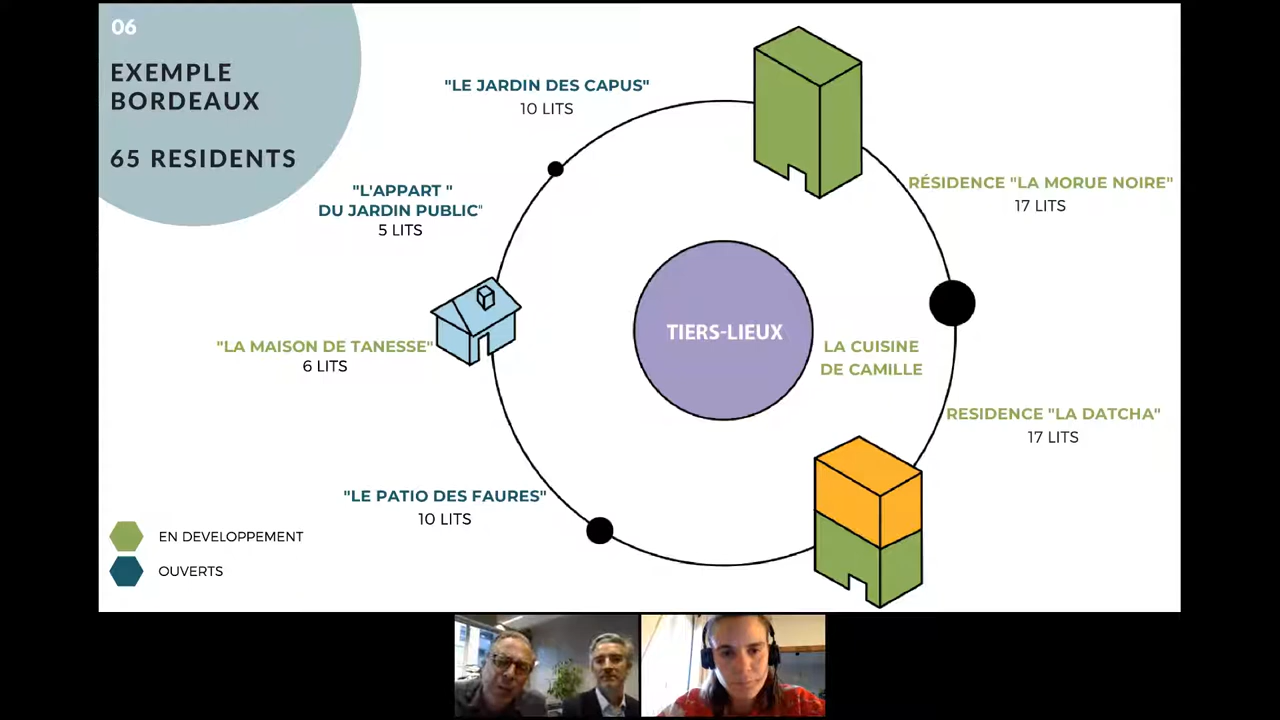 06
EXEMPLE
BORDEAUX
65 RESIDENTS
"LE JARDIN DES CAPUS"
10 LITS
"L'APPART "
DU JARDIN PUBLIC"
5 LITS
RÉSIDENCE "LA MORUE NOIRE"
17 LITS
TIERS-LIEUX
"LA MAISON DE TANESSE"
6 LITS
LA CUISINE
DE CAMILLE
RESIDENCE "LA DATCHA"
17 LITS
"LE PATIO DES FAURES"
10 LITS
EN DEVELOPPEMENT
OUVERTS